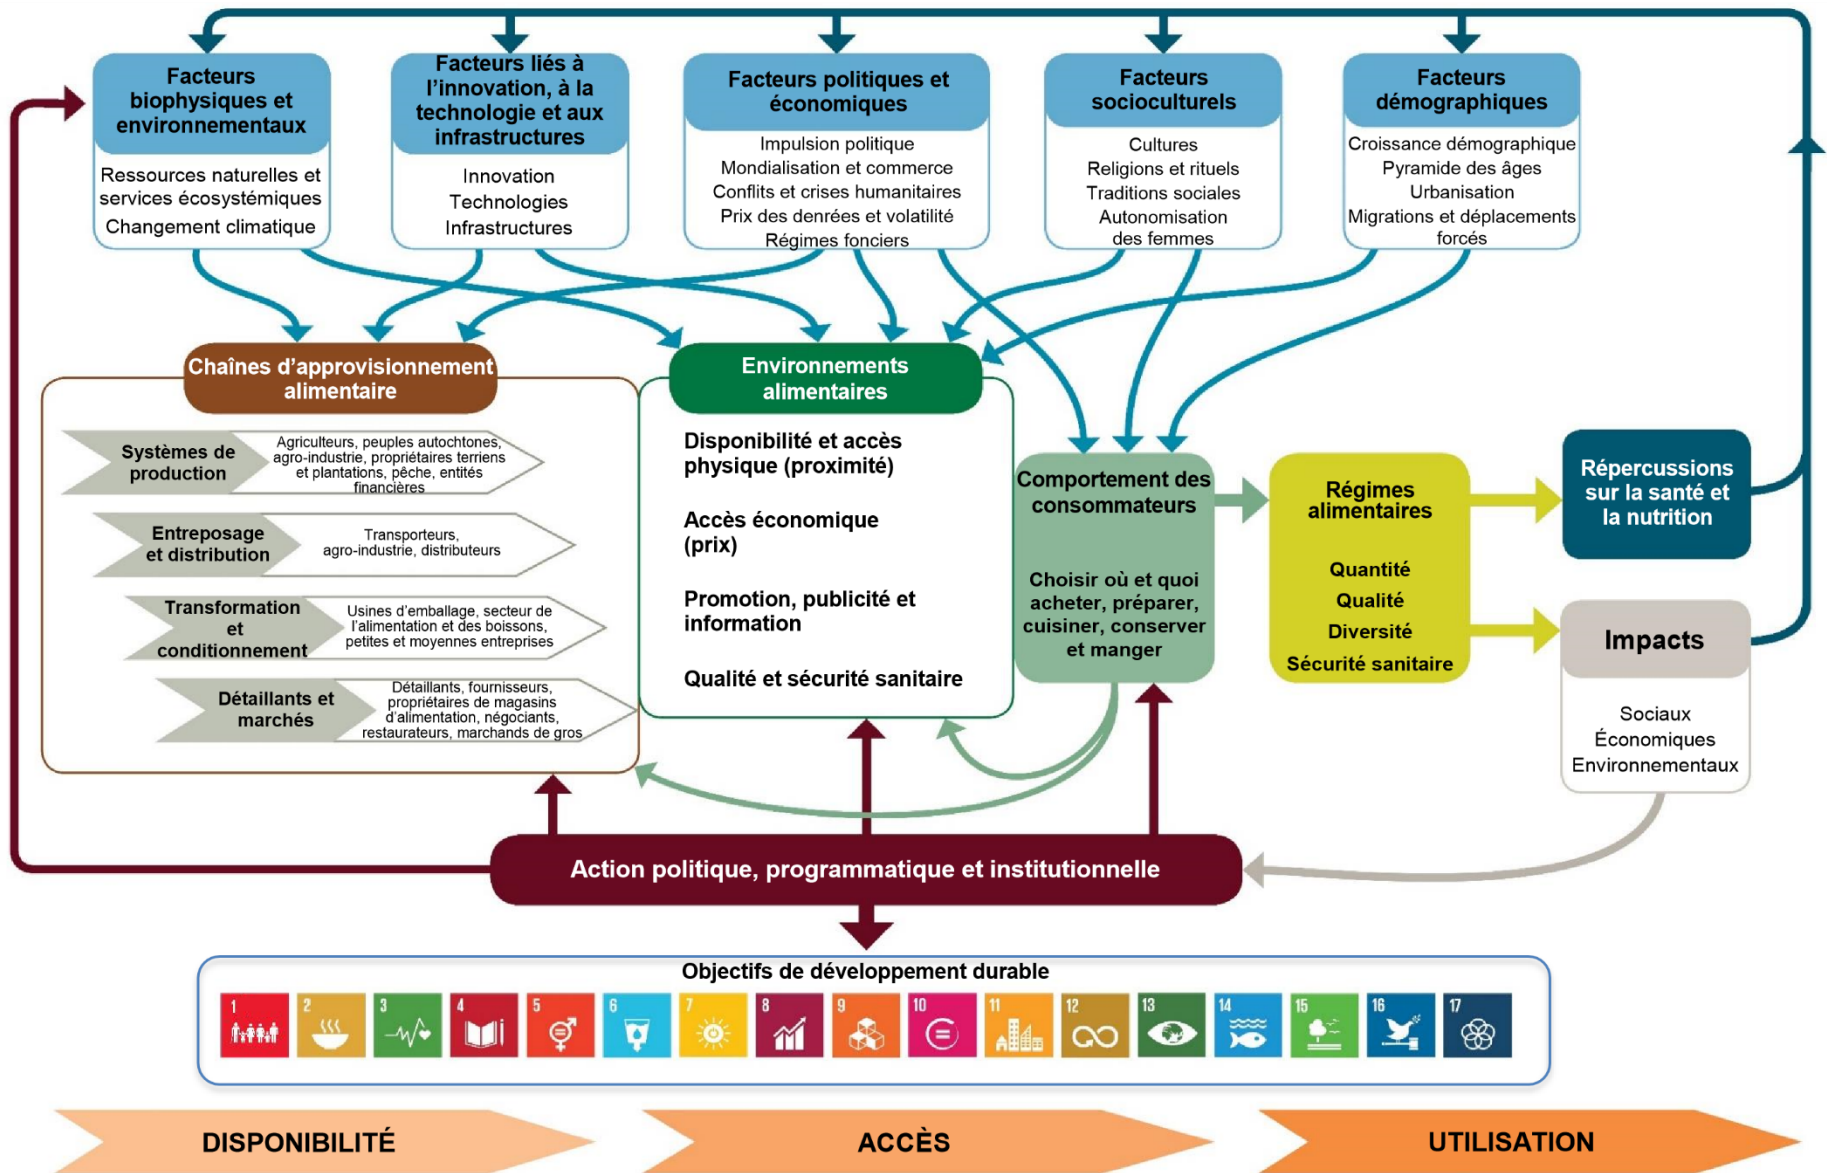 Facteurs
biophysiques et
environnementaux
Ressources naturelles et
services écosystémiques
Changement climatique
Facteurs liés à
l'innovation, à la
technologie et aux
infrastructures
Innovation
Technologies
Infrastructures
Facteurs politiques et
économiques
Impulsion politique
Mondialisation et commerce
Conflits et crises humanitaires
Prix des denrées et volatilité
Régimes fonciers
Facteurs
socioculturels
Cultures
Religions et rituels
Traditions sociales
Autonomisation
des femmes
Facteurs
démographiques
Croissance démographique
Pyramide des âges
Urbanisation
Migrations et déplacements
forcés
Chaînes d'approvisionnement
alimentaire
Systèmes de
production
Agriculteurs, peuples autochtones,
agro-industrie, propriétaires terriens
et plantations, pêche, entités
financières
Entreposage
et distribution
Transporteurs,
agro-industrie, distributeurs
Transformation
et
conditionnement
Usines d'emballage, secteur de
l'alimentation et des boissons,
petites et moyennes entreprises
Détaillants et
marchés
Détaillants, fournisseurs,
propriétaires de magasins
d'alimentation, négociants,
restaurateurs, marchands de gros
Environnements
alimentaires
Disponibilité et accès
physique (proximité)
Accès économique
(prix)
Promotion, publicité et
information
Qualité et sécurité sanitaire
Comportement des
consommateurs
Choisir où et quoi
acheter, préparer,
cuisiner, conserver
et manger
Régimes
alimentaires
Quantité
Qualité
Diversité
Sécurité sanitaire
Répercussions
sur la santé et
la nutrition
Impacts
Sociaux
Économiques
Environnementaux
Action politique, programmatique et institutionnelle
Objectifs de développement durable
1 2 3 4 5 6 7 8 9 10 11 12 13 14 15 16 17
DISPONIBILITÉ
ACCÈS
UTILISATION